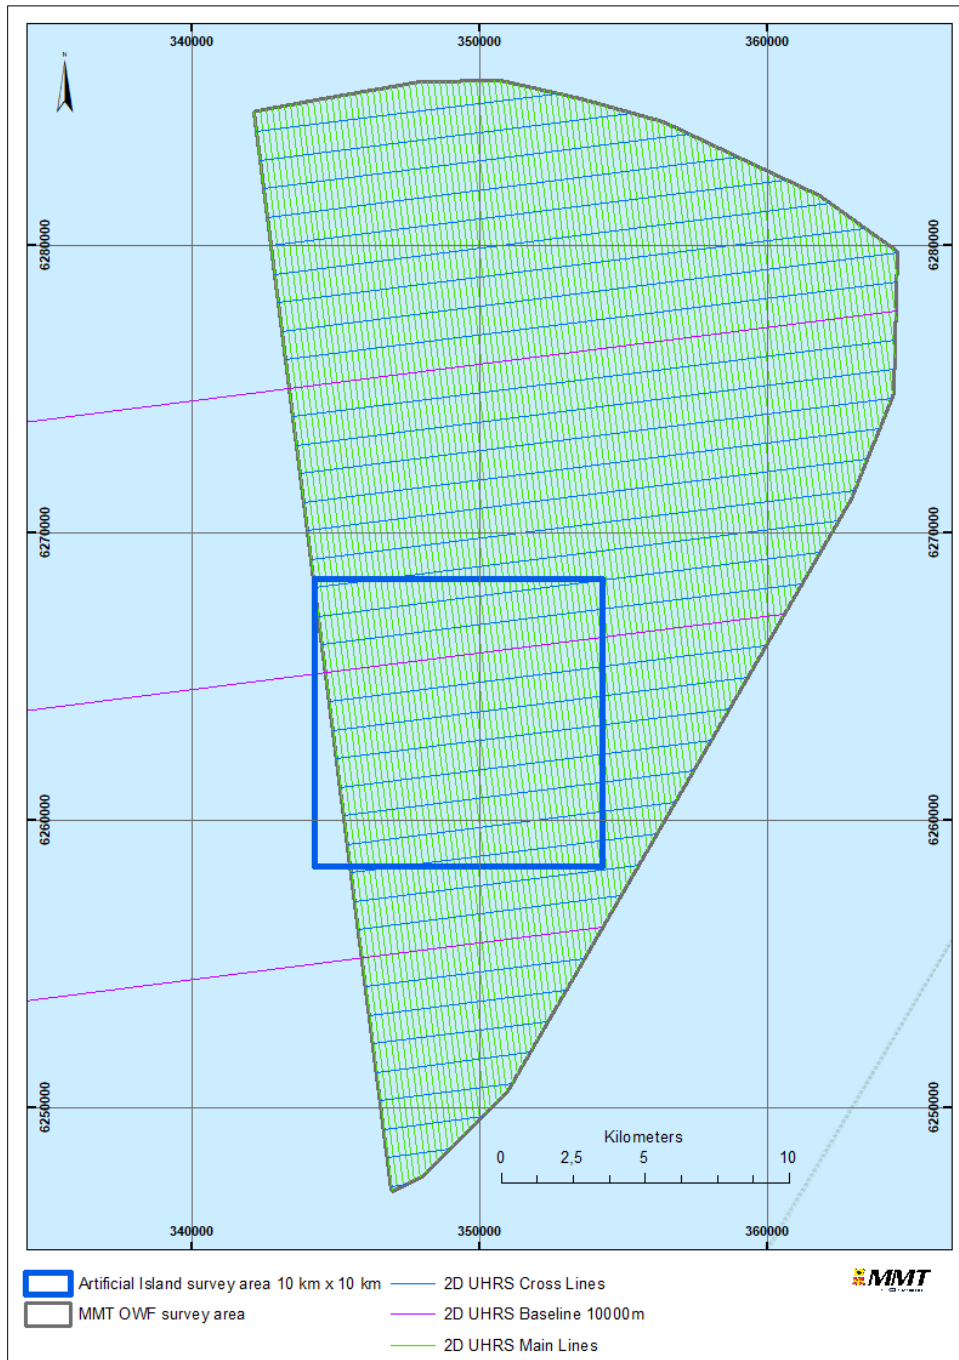 340000 350000 360000
N
6280000 6280000
6270000 6270000
6260000 6260000
6250000 6250000
Kilometers
0 2,5 5 10
340000 350000 360000
Artificial Island survey area 10 km x 10 km
MMT OWF survey area
2D UHRS Cross Lines
2D UHRS Baseline 10000m
2D UHRS Main Lines
MMT